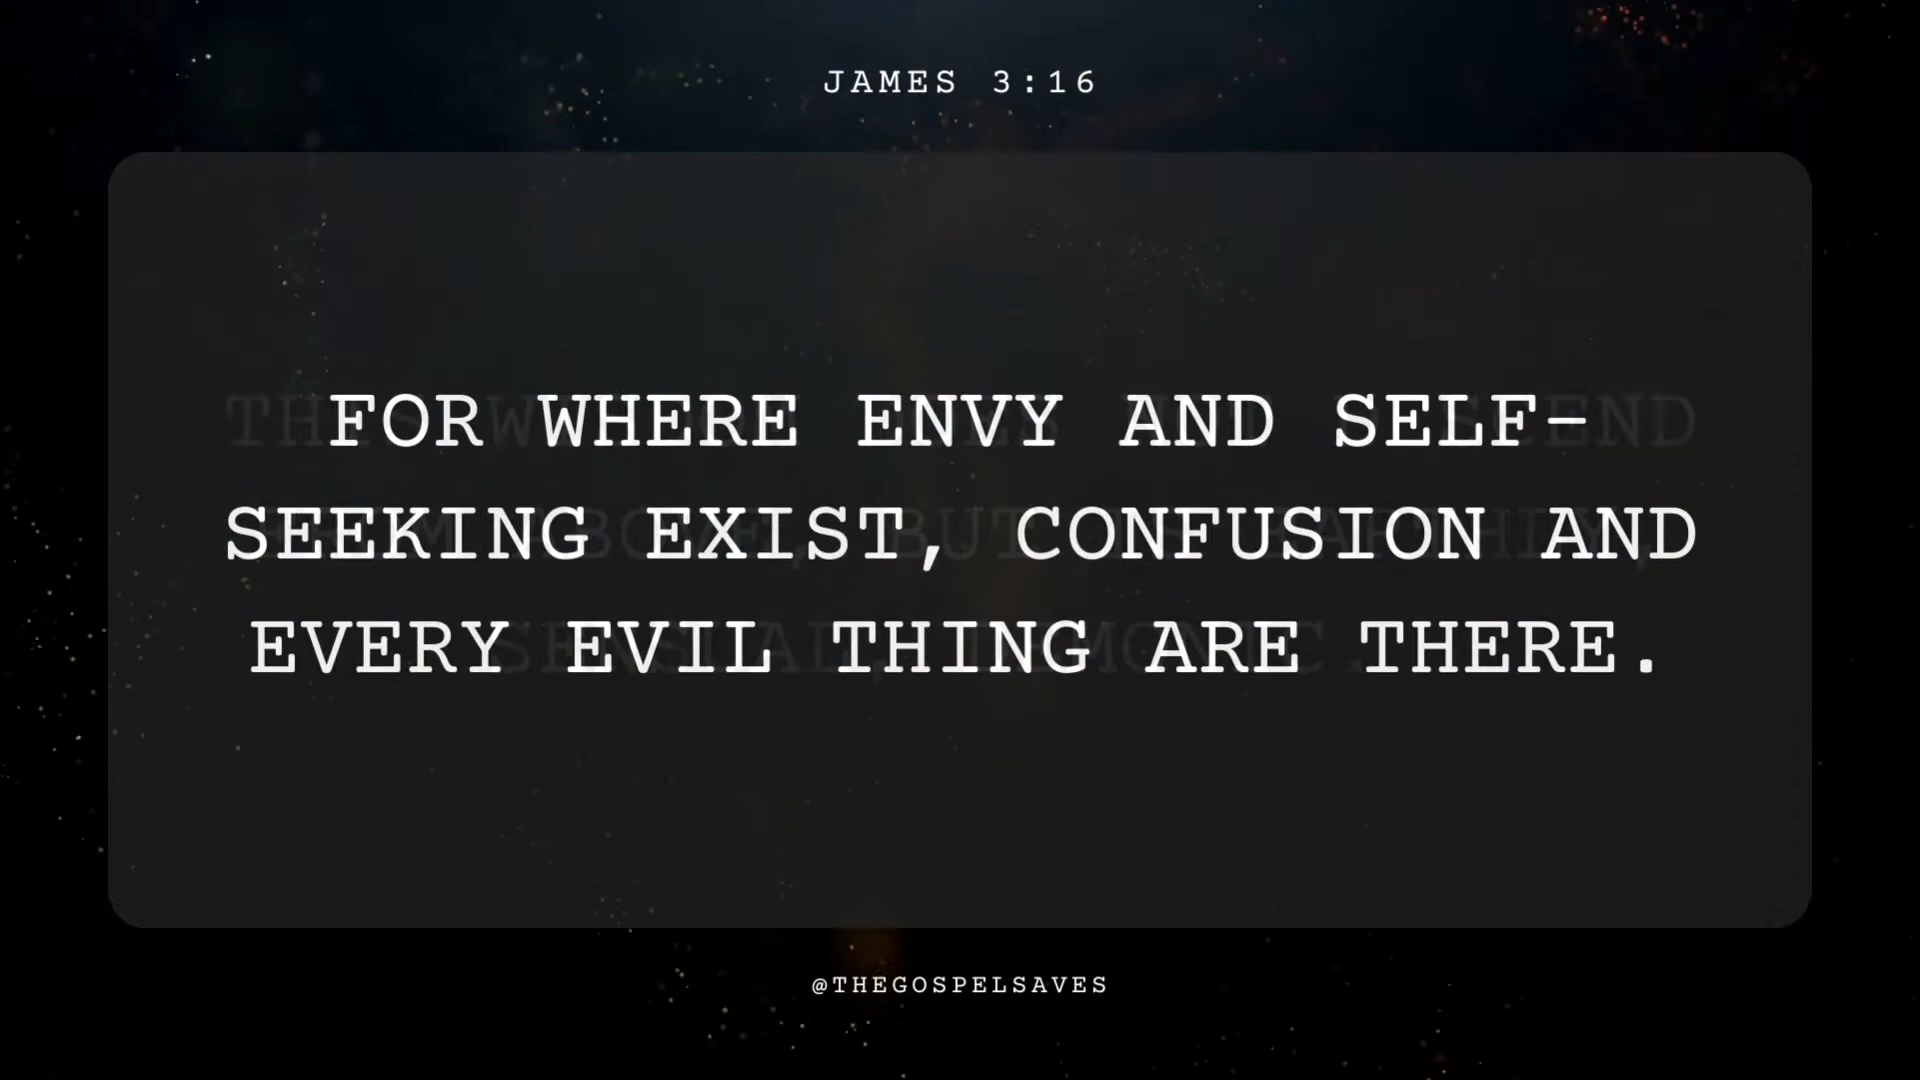 JAMES 3:16
FOR WHERE ENVY AND SELF-
SEEKING EXIST, CONFUSION AND
EVERY EVIL THING ARE THERE.
@THEGOSPELSAVES